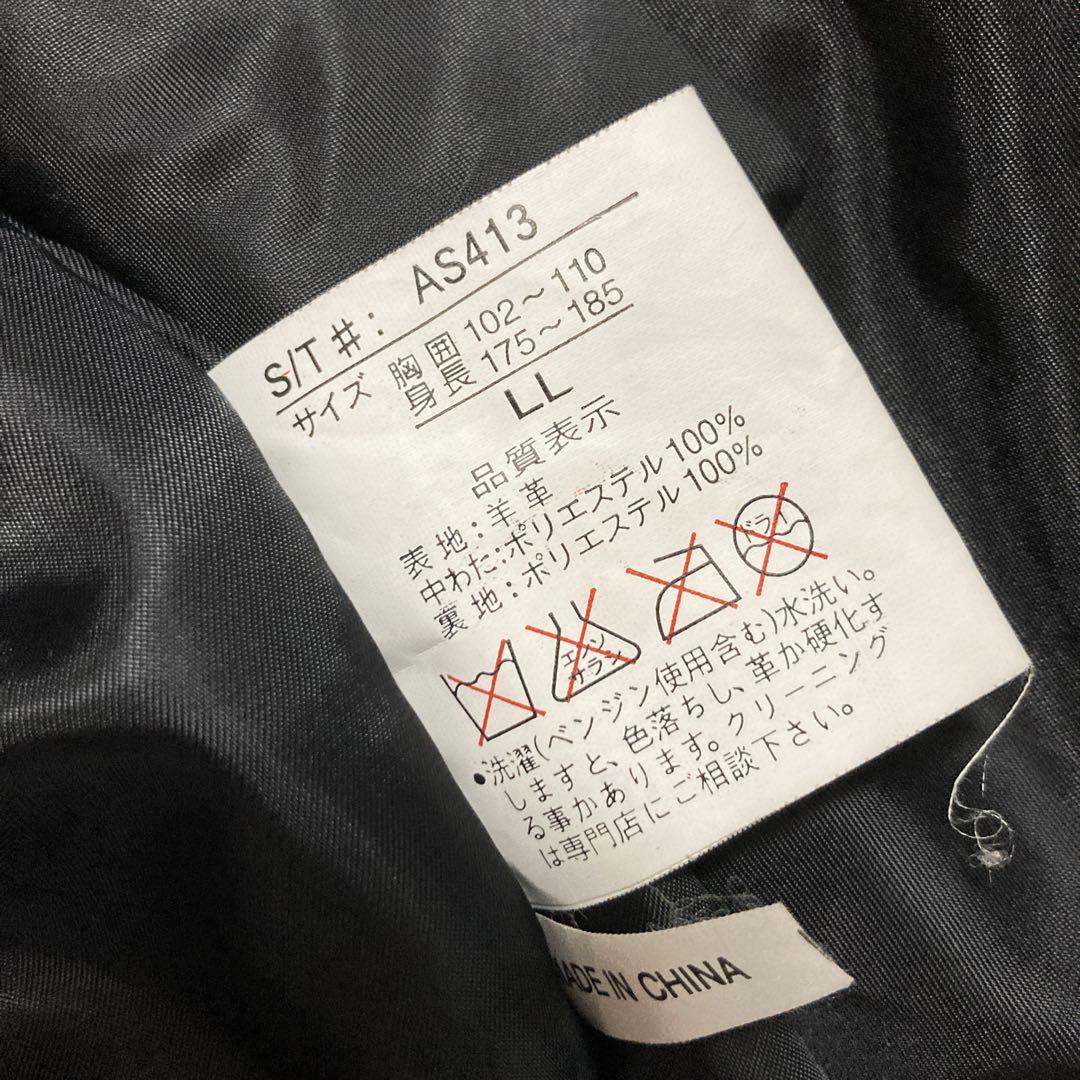 S/T #: AS413
サイズ 胸囲 102～110
身長 175～185
LL
品質表示
表地:羊革
中わた:ポリエステル100%
裏地:ポリエステル100%
エンソサラシ
ドライ
•洗濯(ベンジン使用含む)水洗い。
しますと、色落ちし、革か硬化す
る事かあります。クリーニング
は専門店にご相談下さい。
MADE IN CHINA